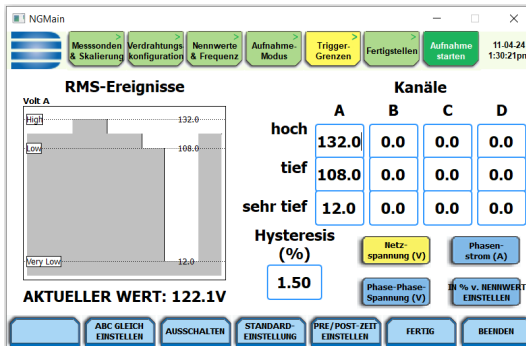 NGMain
Messsonden & Skalierung
Verdrahtungs konfiguration
Nennwerte & Frequenz
Aufnahme-Modus
Trigger-Grenzen
Fertigstellen
Aufnahme starten
11-04-24
1:30:21pm
RMS-Ereignisse
Kanäle
Volt A
High
132.0
Low
108.0
Very Low
12.0
A B C D
hoch 132.0 0.0 0.0 0.0
tief 108.0 0.0 0.0 0.0
sehr tief 12.0 0.0 0.0 0.0
Hysteresis
(%)
1.50
Netz-
spannung (V)
Phasen-
strom (A)
Phase-Phase-
Spannung (V)
IN % v. NENNWERT
EINSTELLEN
AKTUELLER WERT: 122.1V
ABC GLEICH
EINSTELLEN
AUSSCHALTEN
STANDARD-
EINSTELLUNG
PRE/POST-ZEIT
EINSTELLEN
FERTIG
BEENDEN